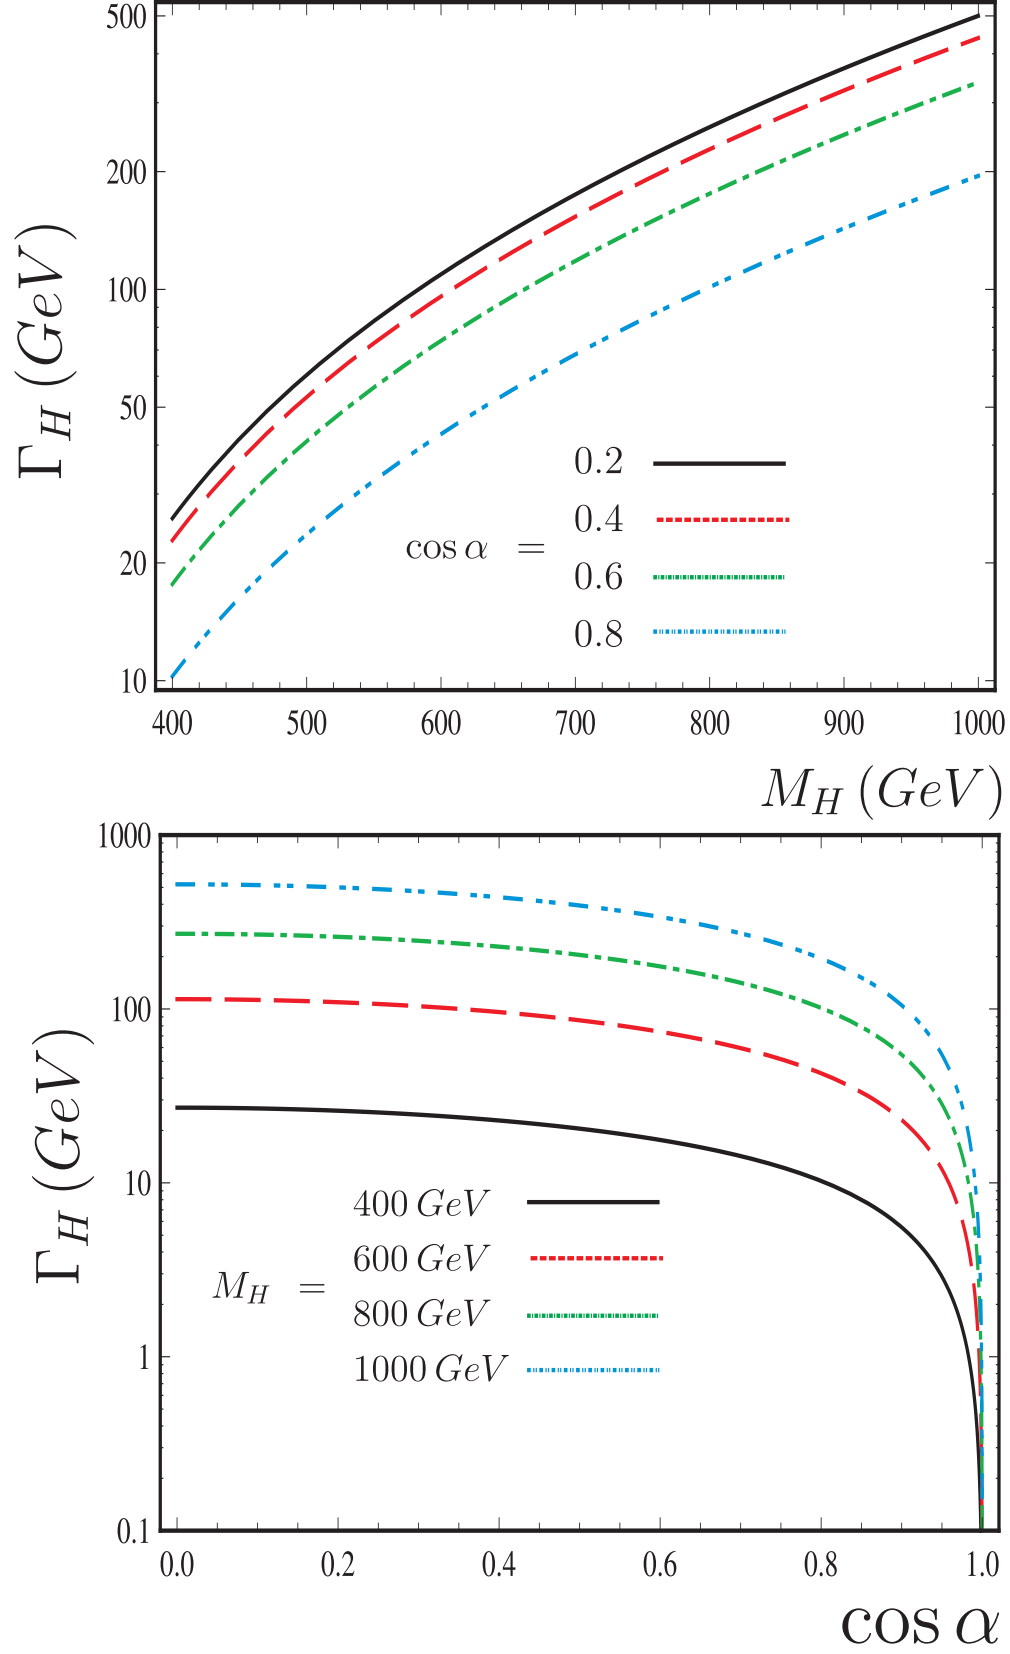 500
200
100
50
20
10
Γ_H (GeV)
0.2
0.4
cos α =
0.6
0.8
400 500 600 700 800 900 1000
M_H (GeV)
1000
100
10
1
0.1
Γ_H (GeV)
400 GeV
600 GeV
M_H =
800 GeV
1000 GeV
0.0 0.2 0.4 0.6 0.8 1.0
cos α